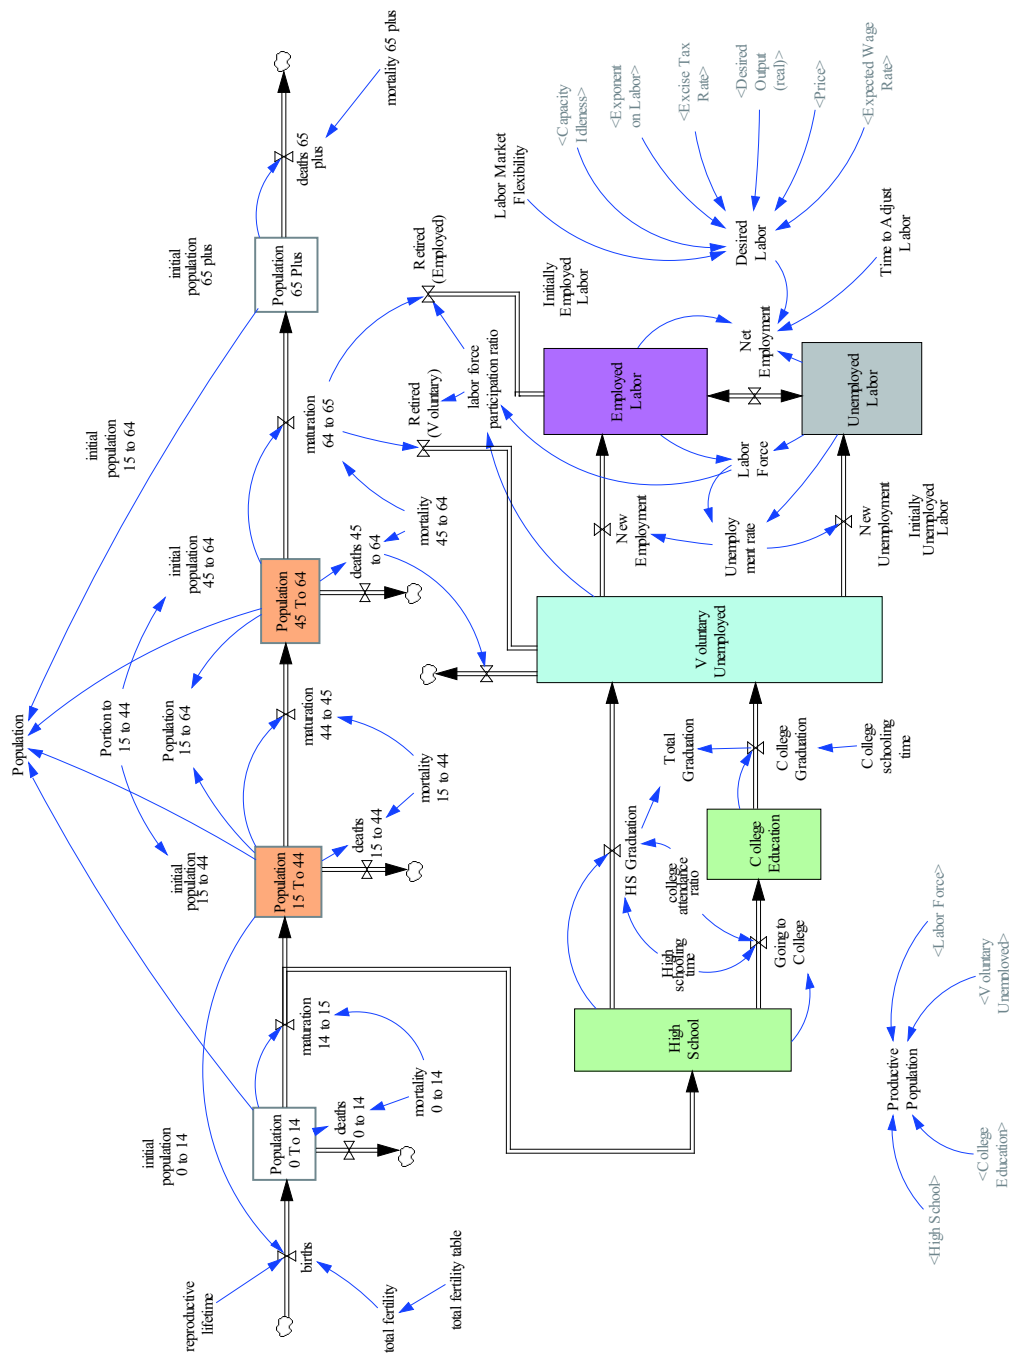 Population
initial
population
0 to 14
initial
population
15 to 44
Portion to
15 to 44
initial
population
45 to 64
initial
population
15 to 64
initial
population
65 plus
Population
15 to 64
reproductive
lifetime
births
total fertility
total fertility table
Population
0 To 14
deaths
0 to 14
mortality
0 to 14
maturation
14 to 15
Population
15 To 44
deaths
15 to 44
mortality
15 to 44
maturation
44 to 45
Population
45 To 64
deaths 45
to 64
mortality
45 to 64
maturation
64 to 65
Population
65 Plus
deaths 65
plus
mortality 65 plus
Retired
(Voluntary)
Retired
(Employed)
labor force
participation ratio
High
School
HS Graduation
High
schooling
time
college
attendance
ratio
Going to
College
College
Education
Total
Graduation
College
Graduation
College
schooling
time
Voluntary
Unemployed
New
Employment
Unemploy
ment rate
New
Unemployment
Initially
Unemployed
Labor
Labor
Force
Employed
Labor
Unemployed
Labor
Initially
Employed
Labor
Net
Employment
Time to Adjust
Labor
Desired
Labor
Labor Market
Flexibility
<Capacity
Idleness>
<Exponent
on Labor>
<Excise Tax
Rate>
<Desired
Output
(real)>
<Price>
<Expected Wage
Rate>
Productive
Population
<High School>
<College
Education>
<Labor Force>
<Voluntary
Unemployed>